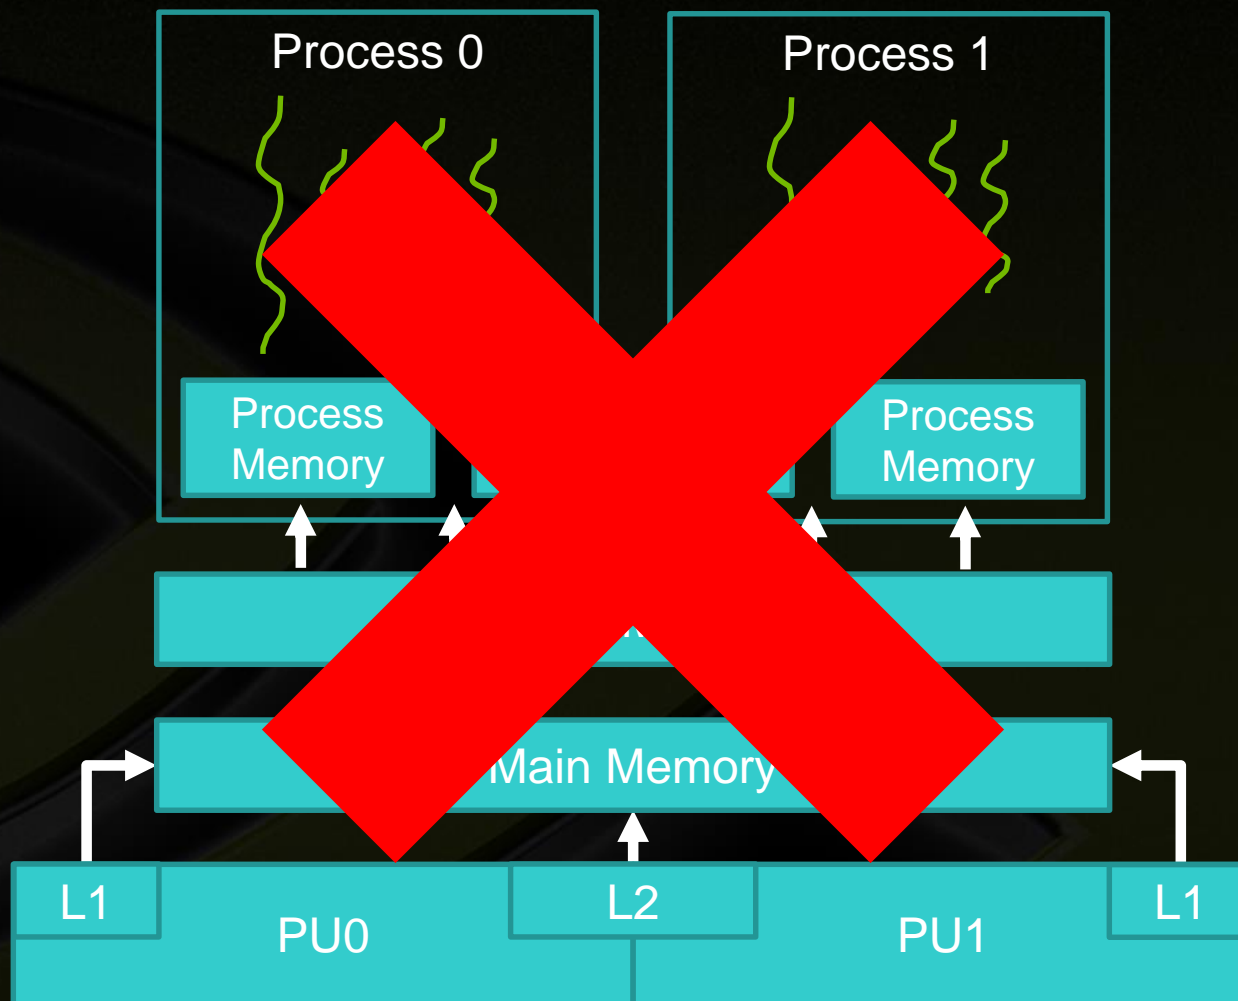 Process 0
Process 1
Process
Memory
Process
Memory
Main Memory
L1
L2
L1
PU0
PU1